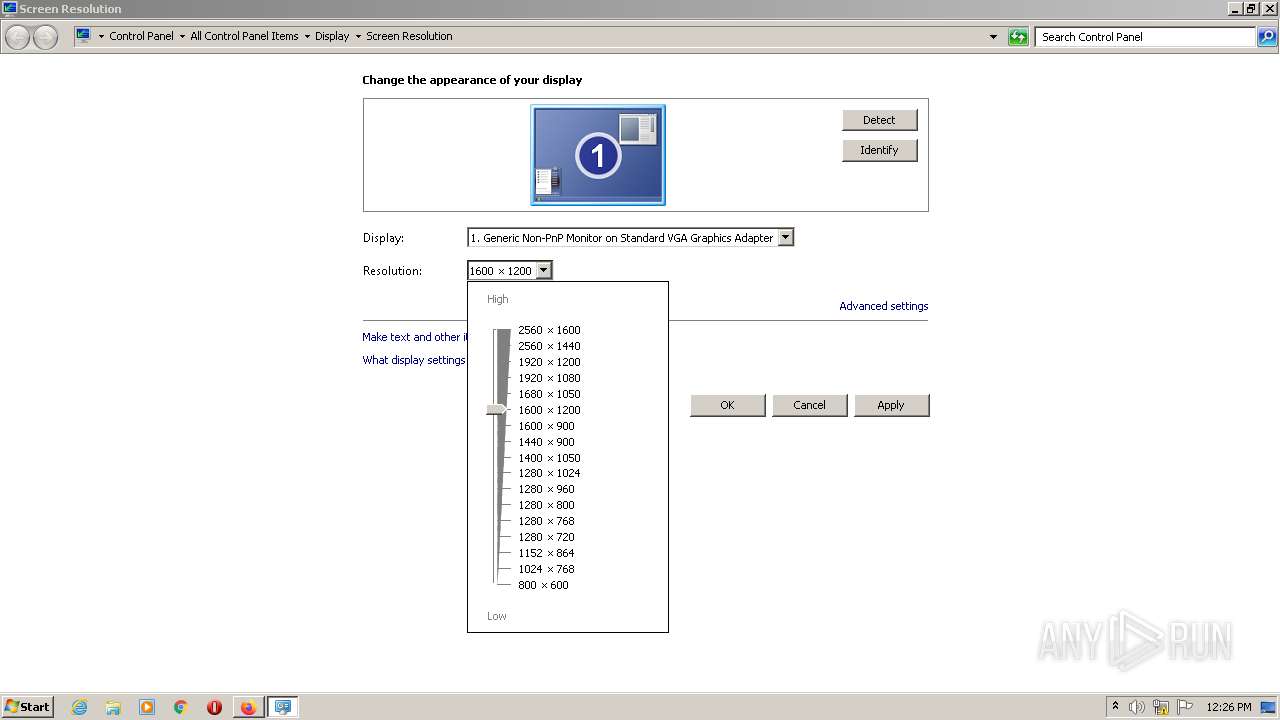 Screen Resolution
Control Panel All Control Panel Items Display Screen Resolution
Search Control Panel
Change the appearance of your display
1
Detect
Identify
Display: 1. Generic Non-PnP Monitor on Standard VGA Graphics Adapter
Resolution: 1600 × 1200
High
Advanced settings
2560 × 1600
Make text and other it
2560 × 1440
What display settings
1920 × 1200
1920 × 1080
1680 × 1050
1600 × 1200
OK Cancel Apply
1600 × 900
1440 × 900
1400 × 1050
1280 × 1024
1280 × 960
1280 × 800
1280 × 768
1280 × 720
1152 × 864
1024 × 768
800 × 600
Low
ANY RUN
Start
12:26 PM